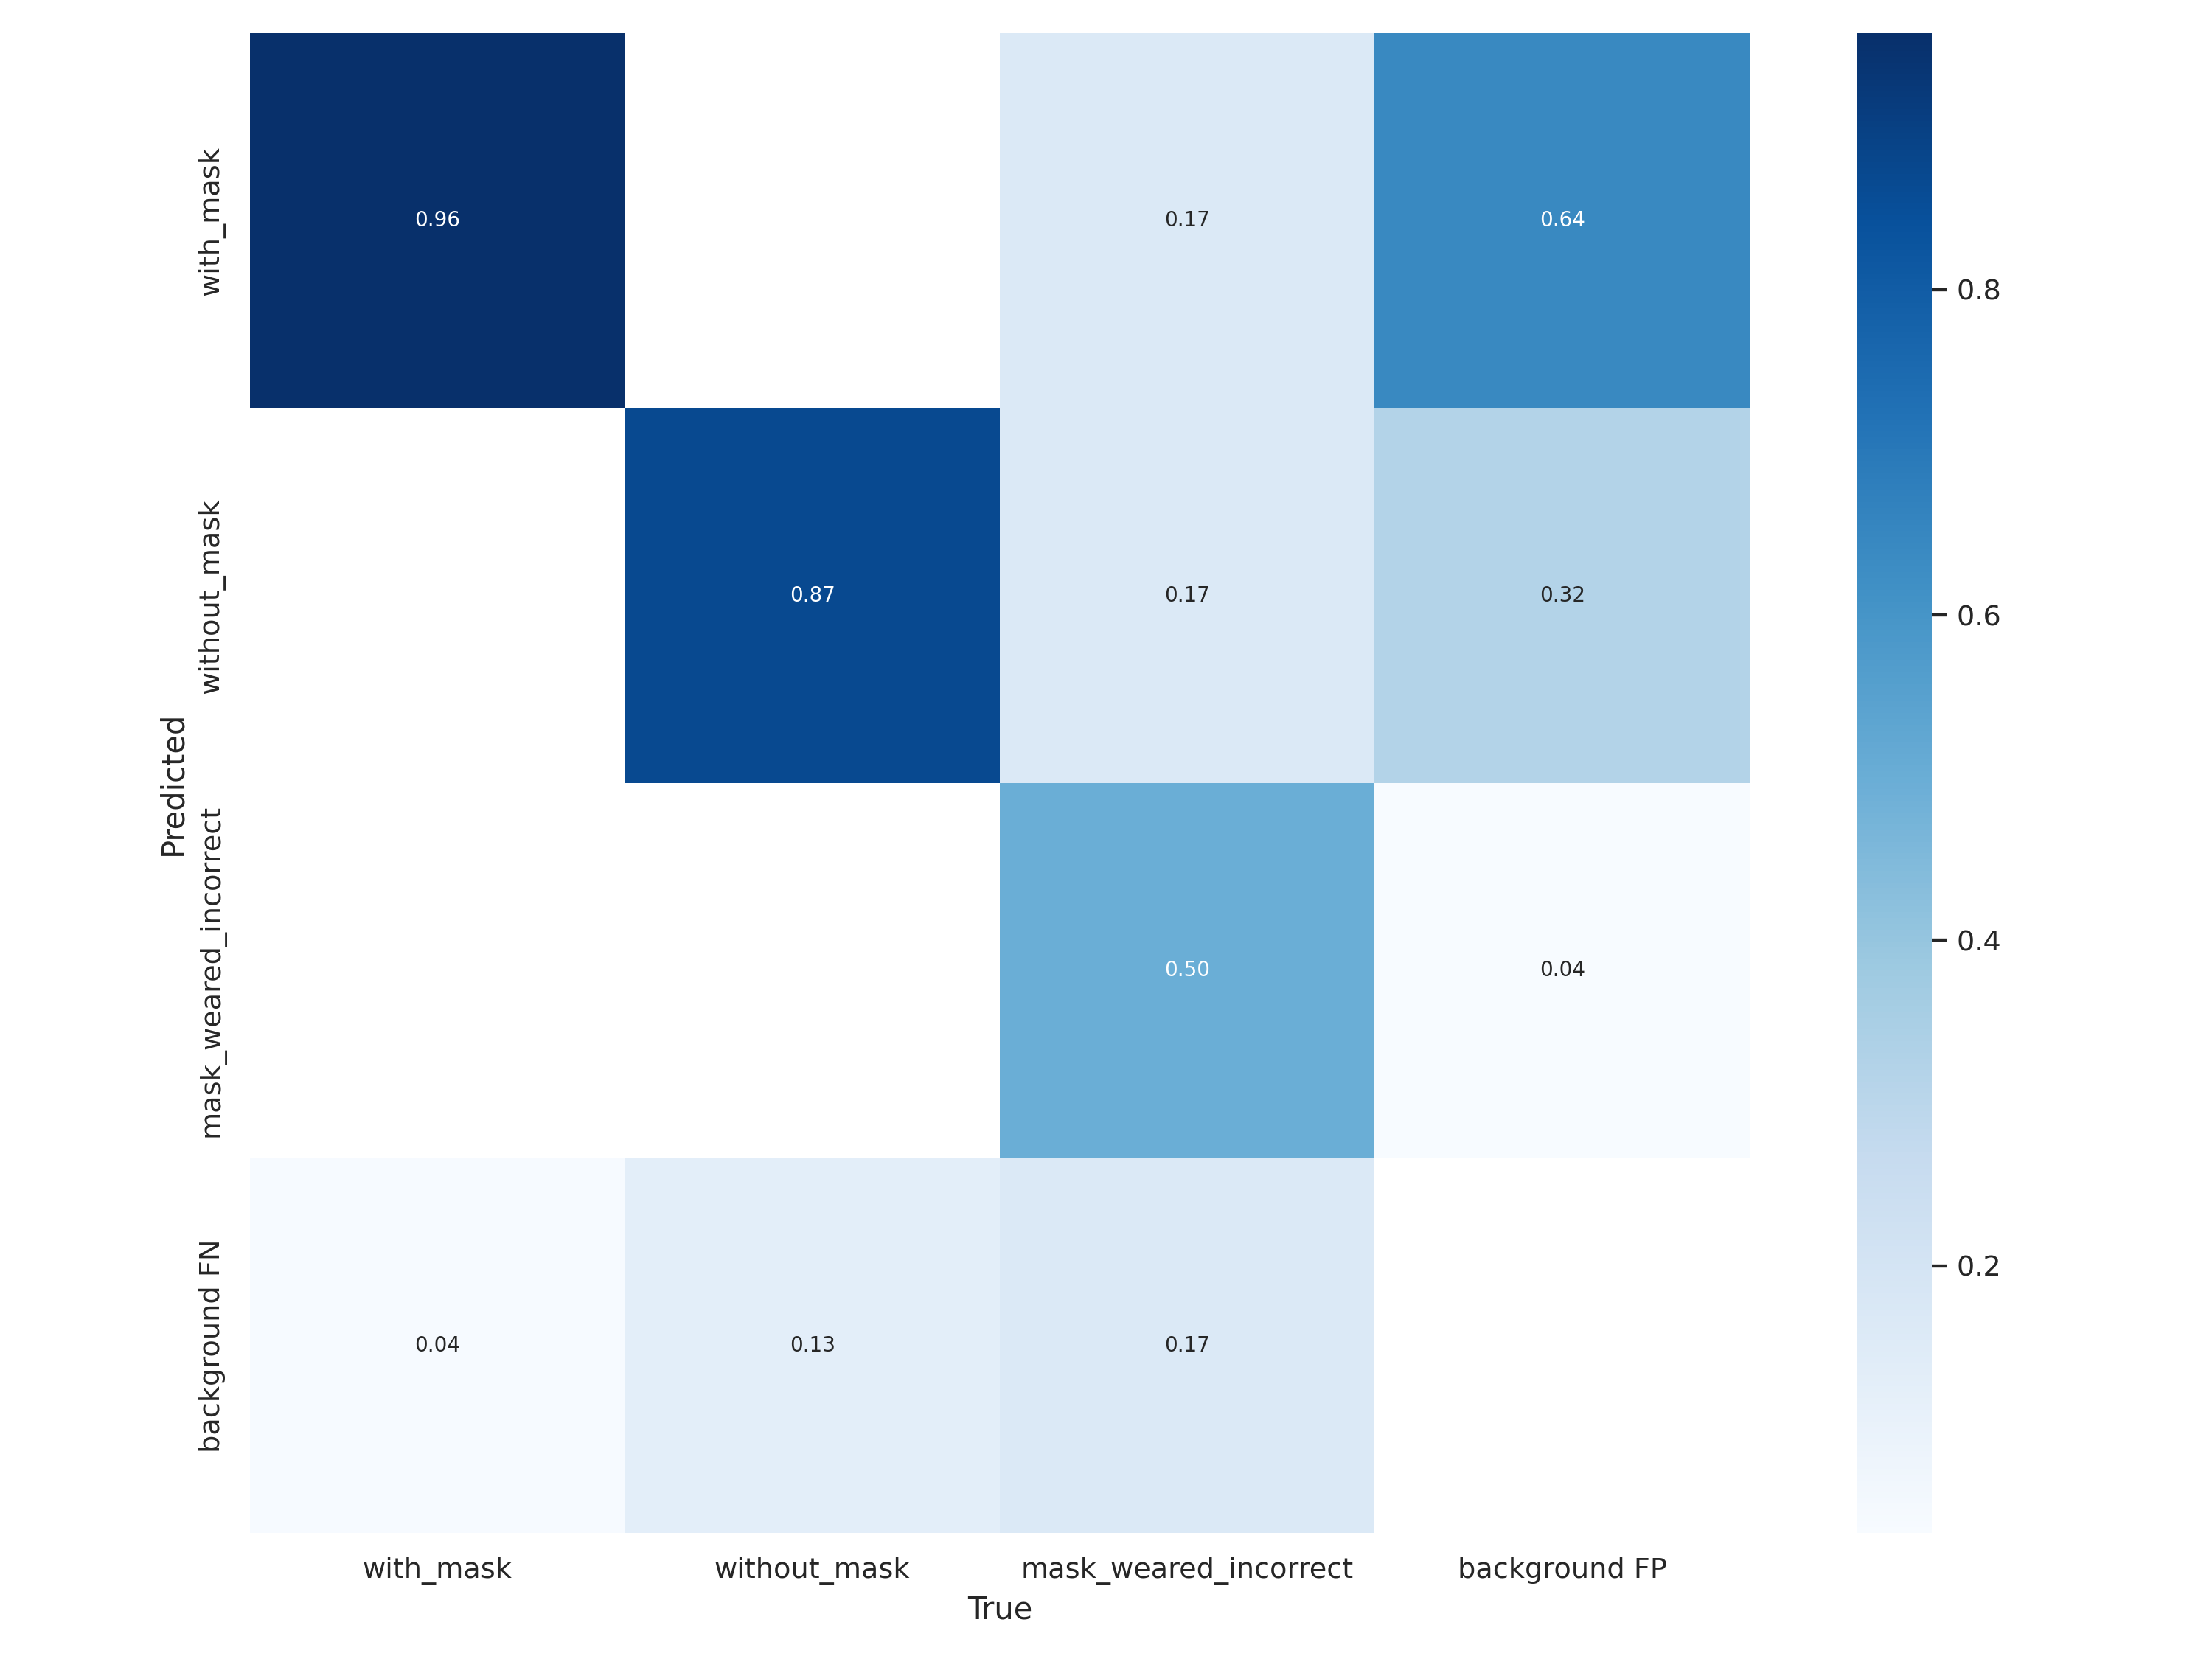 with_mask
0.96
0.17
0.64
without_mask
0.87
0.17
0.32
mask_weared_incorrect
0.50
0.04
background FN
0.04
0.13
0.17
Predicted
with_mask
without_mask
mask_weared_incorrect
background FP
True
0.8
0.6
0.4
0.2